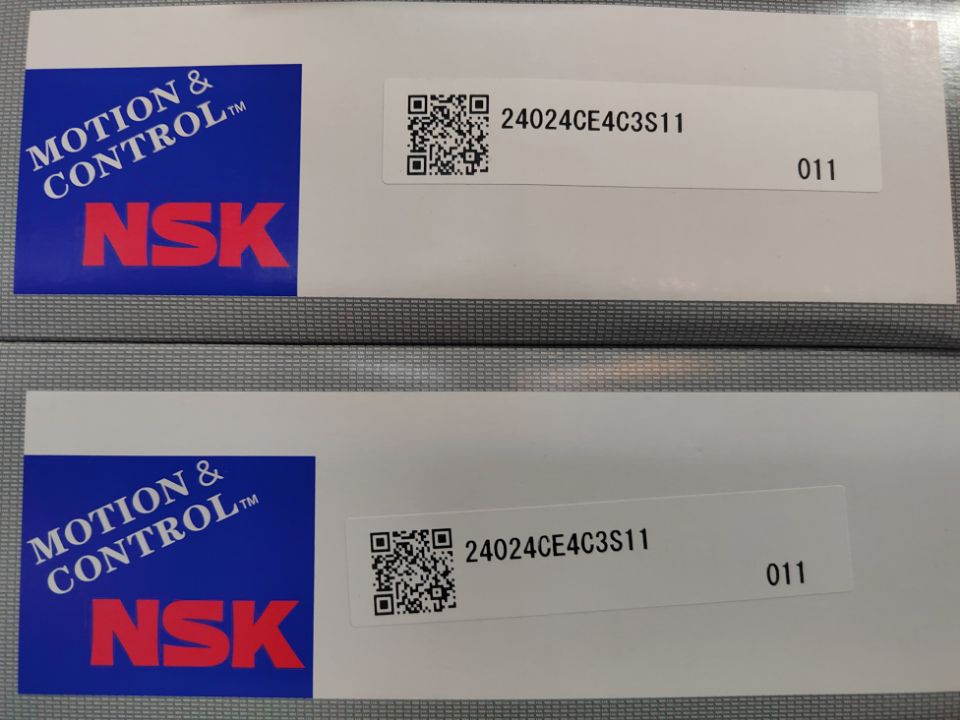 MOTION &
CONTROL™
NSK
24024CE4C3S11
011
MOTION &
CONTROL™
NSK
24024CE4C3S11
011